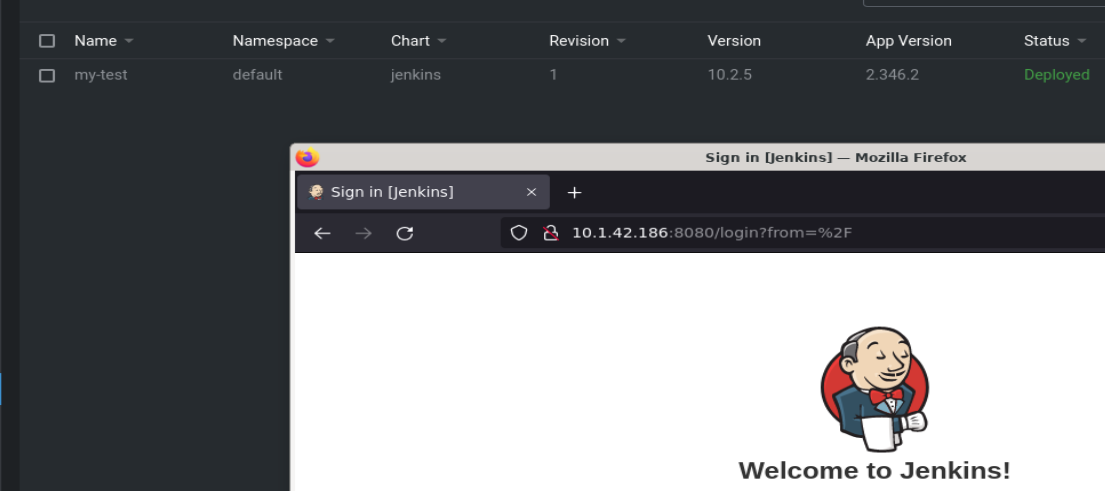 Name Namespace Chart Revision Version App Version Status
my-test default jenkins 1 10.2.5 2.346.2 Deployed
Sign in [Jenkins] — Mozilla Firefox
Sign in [Jenkins]
10.1.42.186:8080/login?from=%2F
Welcome to Jenkins!